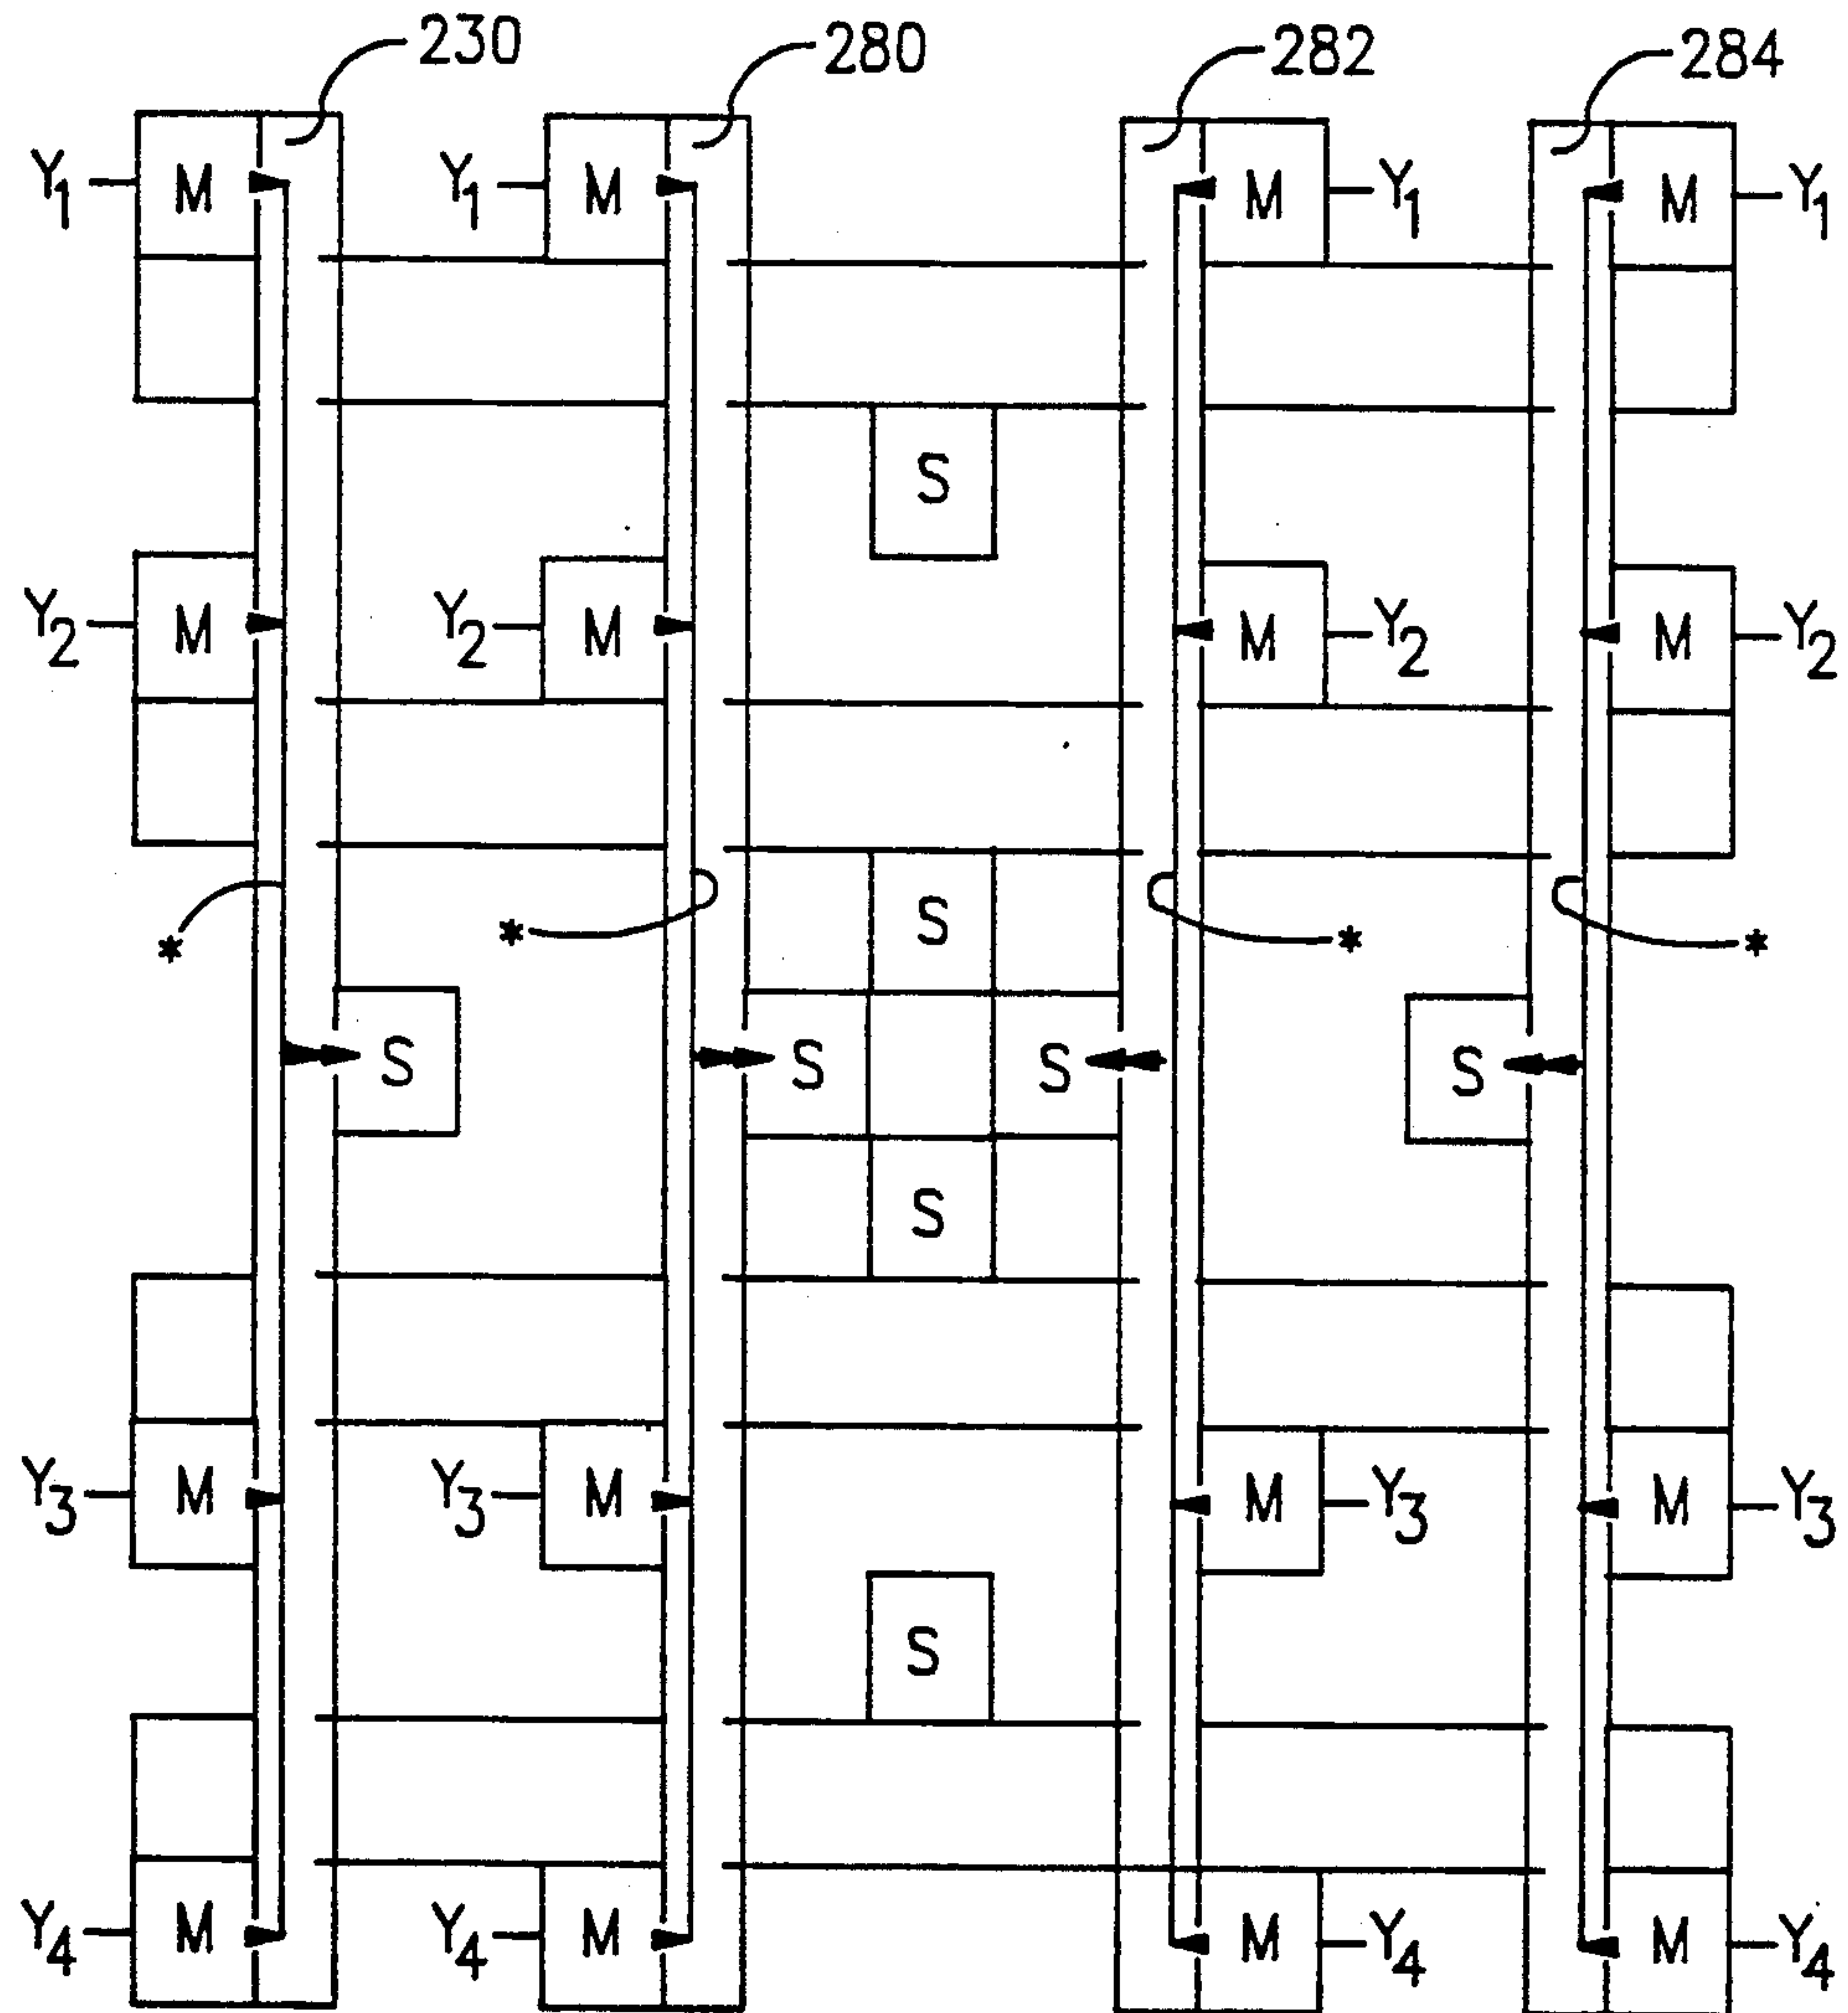 230 280 282 284
Y1 M Y1 M M Y1 M Y1
S
Y2 M Y2 M M Y2 M Y2
S
* * * *
S S S S
S
Y3 M Y3 M M Y3 M Y3
S
Y4 M Y4 M M Y4 M Y4